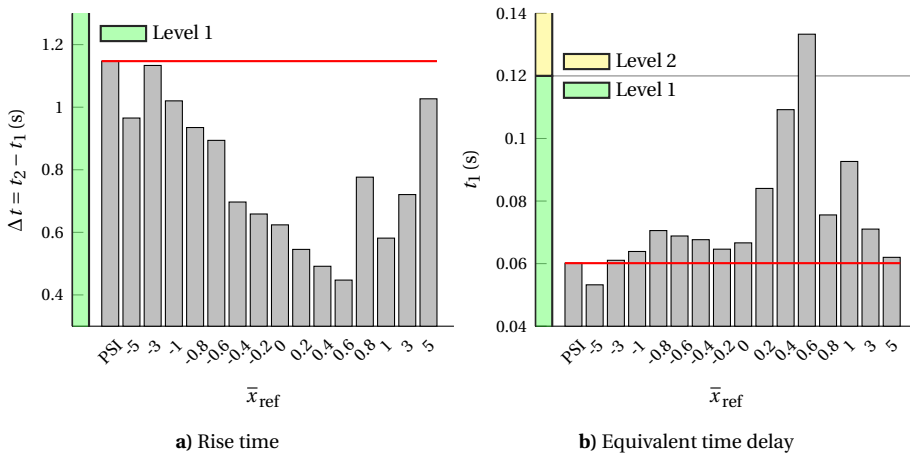 Level 1
1.2
1
0.8
0.6
0.4
Δt = t₂ − t₁ (s)
PSI -5 -3 -1 -0.8 -0.6 -0.4 -0.2 0 0.2 0.4 0.6 0.8 1 3 5
x̅ref
a) Rise time
0.14
0.12
0.1
0.08
0.06
0.04
Level 2
Level 1
t₁ (s)
PSI -5 -3 -1 -0.8 -0.6 -0.4 -0.2 0 0.2 0.4 0.6 0.8 1 3 5
x̅ref
b) Equivalent time delay